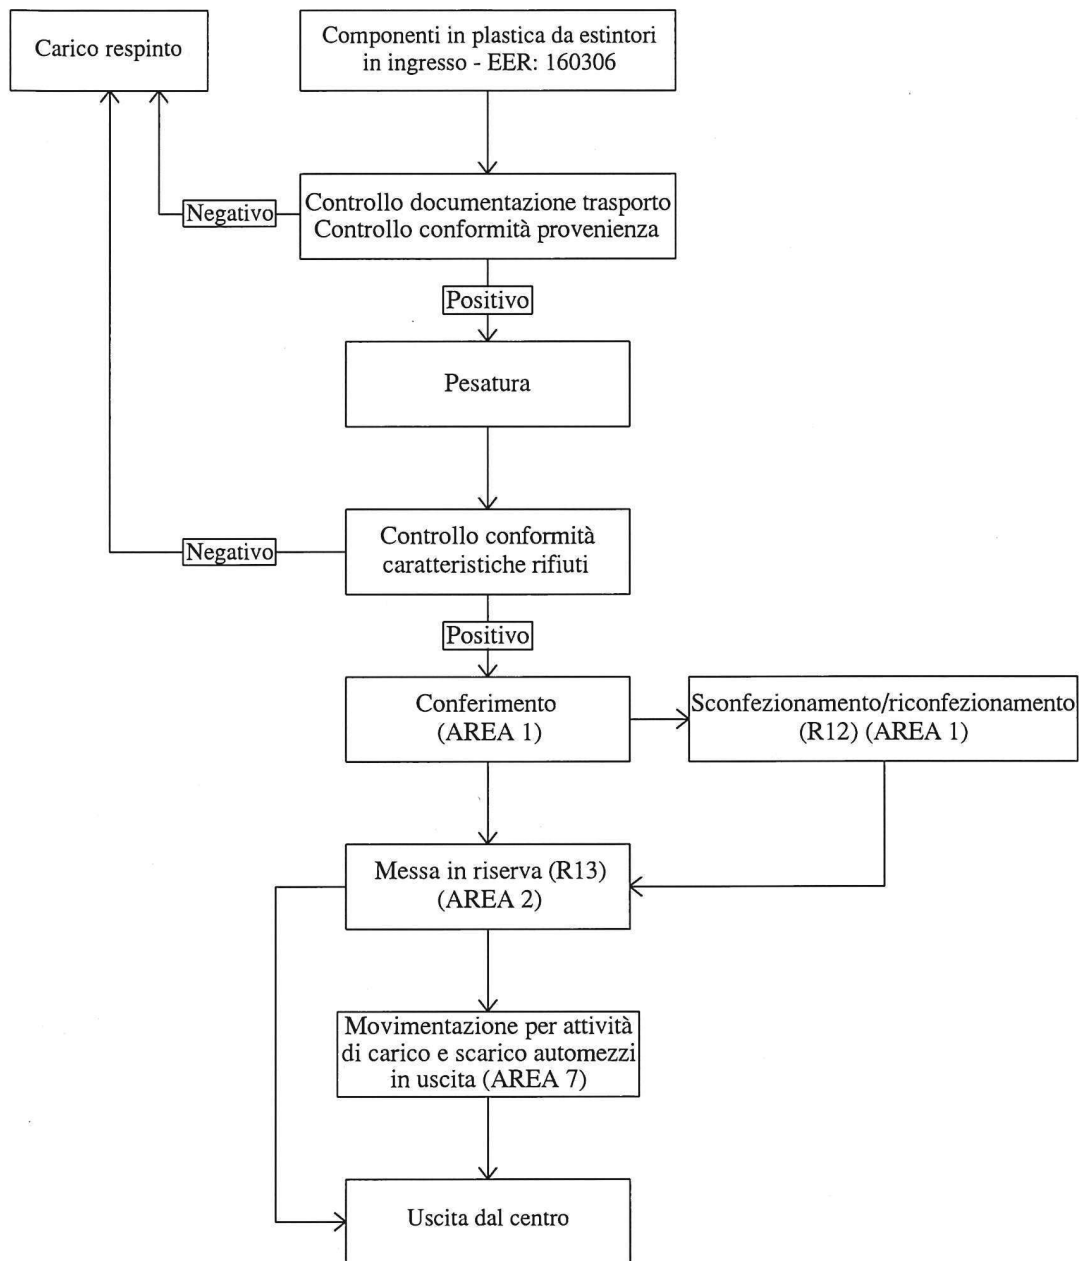 Carico respinto
Componenti in plastica da estintori
in ingresso - EER: 160306
Negativo
Controllo documentazione trasporto
Controllo conformità provenienza
Positivo
Pesatura
Negativo
Controllo conformità
caratteristiche rifiuti
Positivo
Conferimento
(AREA 1)
Sconfezionamento/riconfezionamento
(R12) (AREA 1)
Messa in riserva (R13)
(AREA 2)
Movimentazione per attività
di carico e scarico automezzi
in uscita (AREA 7)
Uscita dal centro